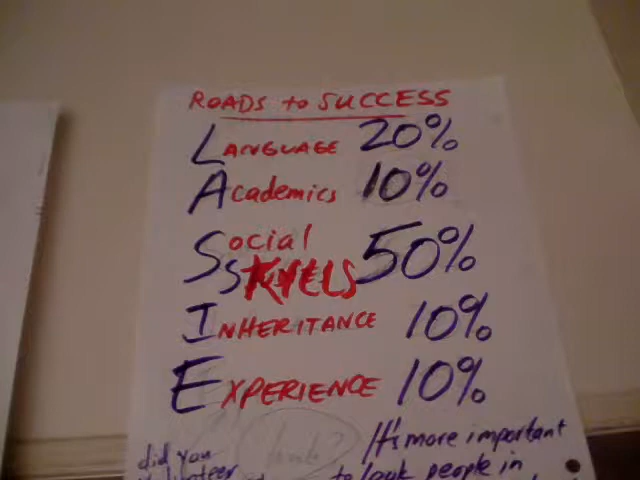 ROADS to SUCCESS
LANGUAGE 20%
Academics 10%
Social
SKILLS 50%
INHERITANCE 10%
EXPERIENCE 10%
It's more important
did you
to look people in